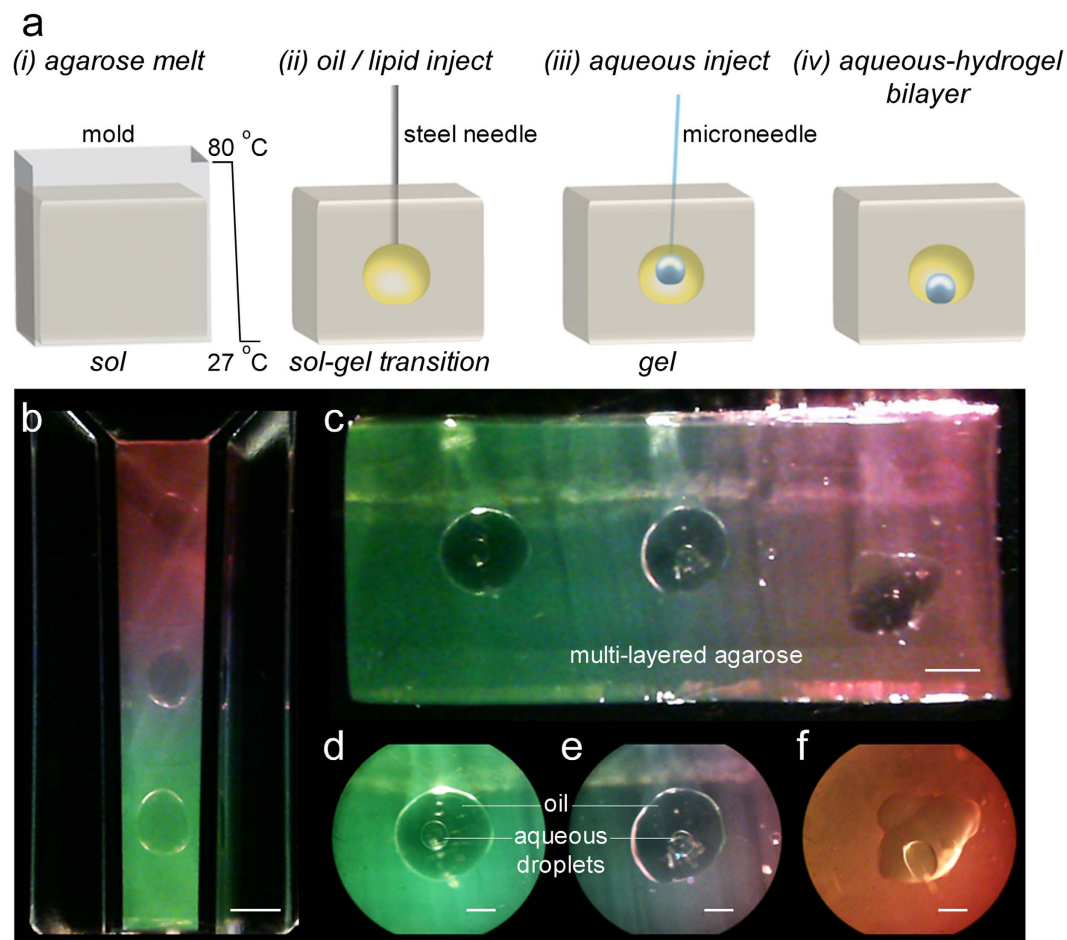 a
(i) agarose melt
(ii) oil / lipid inject
(iii) aqueous inject
(iv) aqueous-hydrogel
bilayer
mold
80 °C
steel needle
microneedle
sol
27 °C
sol-gel transition
gel
b
c
multi-layered agarose
d
e
f
oil
aqueous
droplets